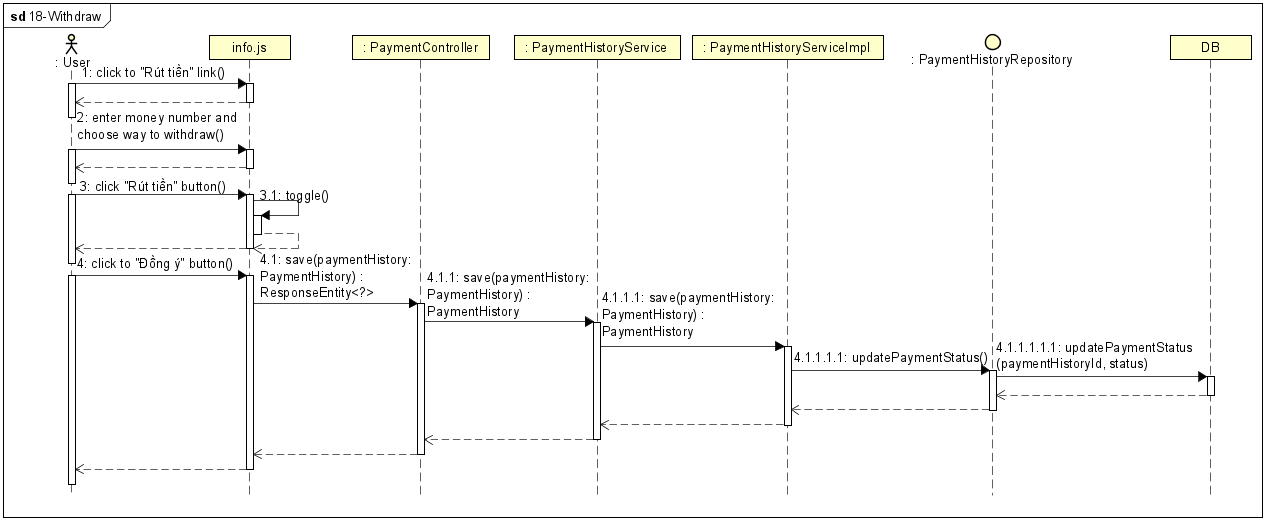 sd 18-Withdraw
: User
info.js
: PaymentController
: PaymentHistoryService
: PaymentHistoryServiceImpl
: PaymentHistoryRepository
DB
1: click to "Rút tiền" link()
2: enter money number and
choose way to withdraw()
3: click "Rút tiền" button()
3.1: toggle()
4: click to "Đồng ý" button()
4.1: save(paymentHistory:
PaymentHistory) :
ResponseEntity<?>
4.1.1: save(paymentHistory:
PaymentHistory) :
PaymentHistory
4.1.1.1: save(paymentHistory:
PaymentHistory) :
PaymentHistory
4.1.1.1.1: updatePaymentStatus()
4.1.1.1.1.1: updatePaymentStatus
(paymentHistoryId, status)